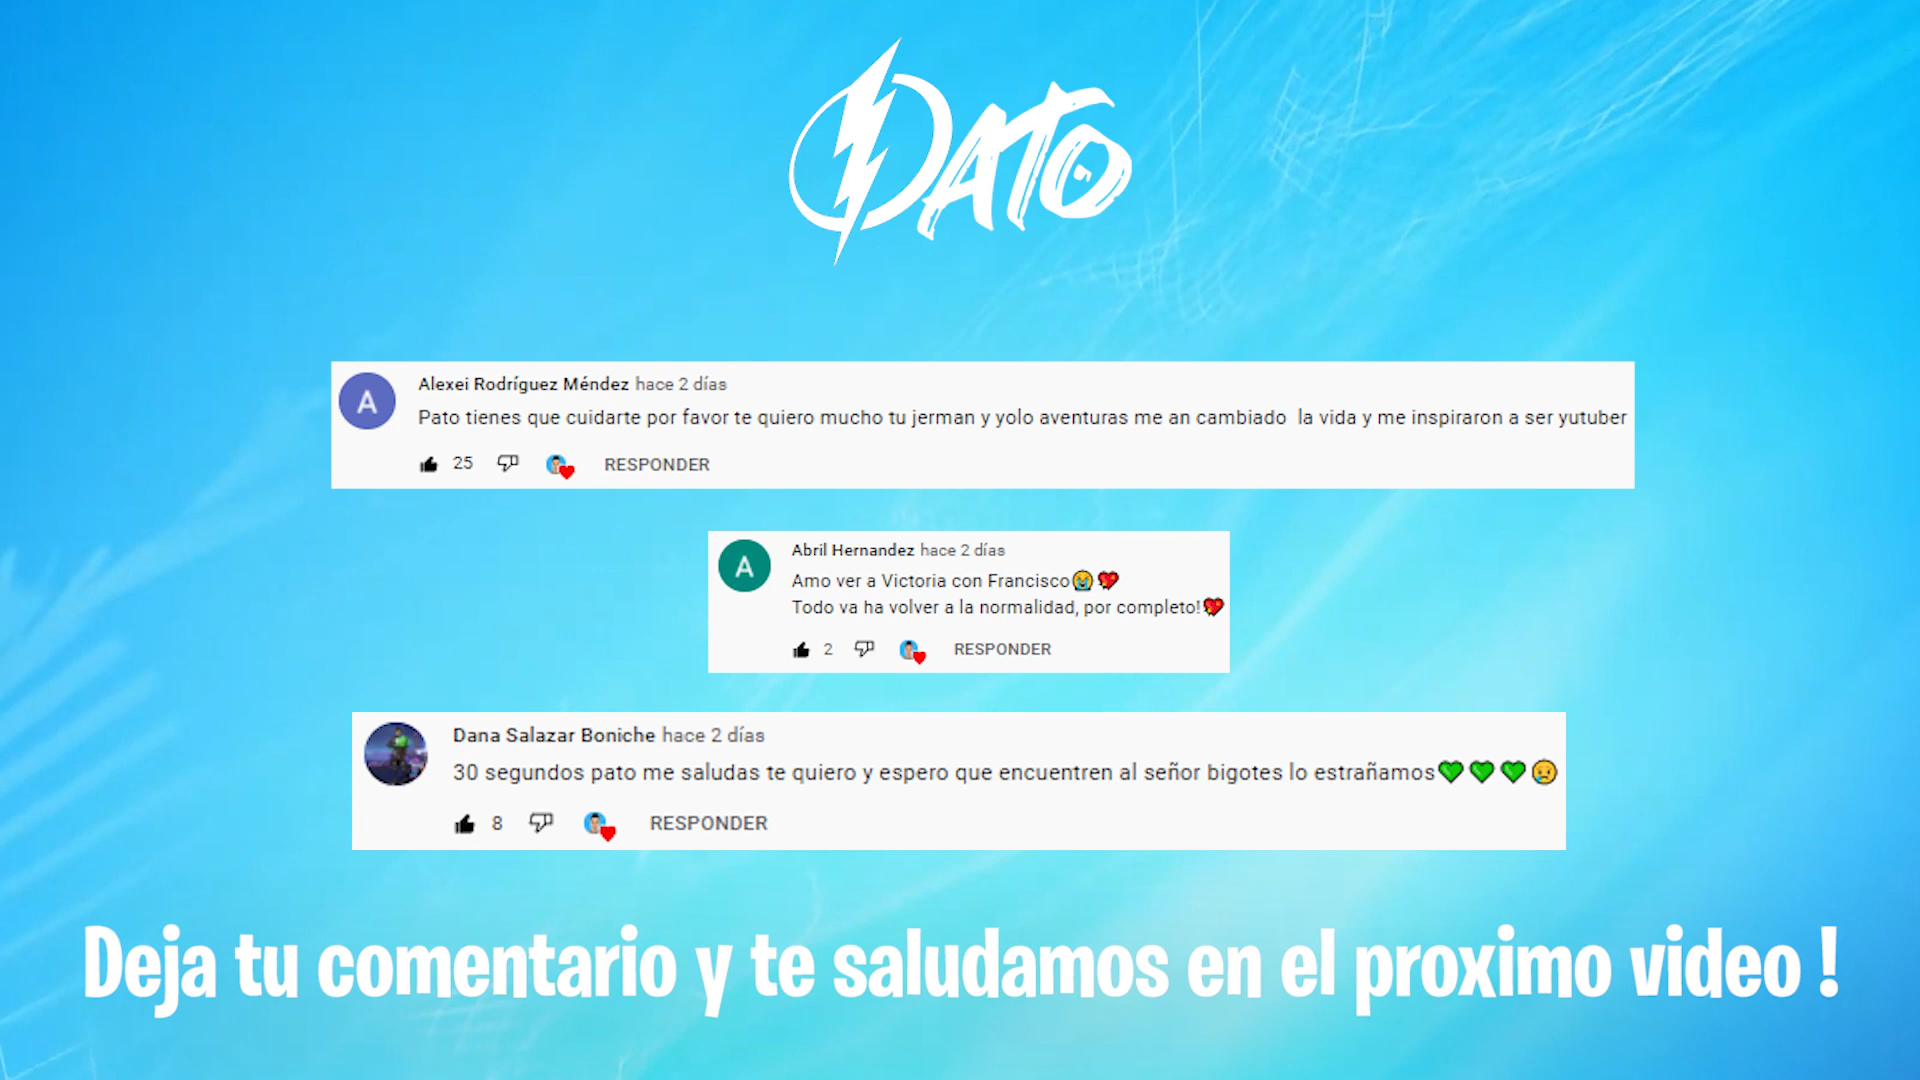 DATO
Alexei Rodríguez Méndez hace 2 días
Pato tienes que cuidarte por favor te quiero mucho tu jerman y yolo aventuras me an cambiado la vida y me inspiraron a ser yutuber
25 RESPONDER
A
Abril Hernandez hace 2 días
Amo ver a Victoria con Francisco😭💖
Todo va ha volver a la normalidad, por completo!💖
2 RESPONDER
A
Dana Salazar Boniche hace 2 días
30 segundos pato me saludas te quiero y espero que encuentren al señor bigotes lo estrañamos💚💚💚😢
8 RESPONDER
Deja tu comentario y te saludamos en el proximo video !